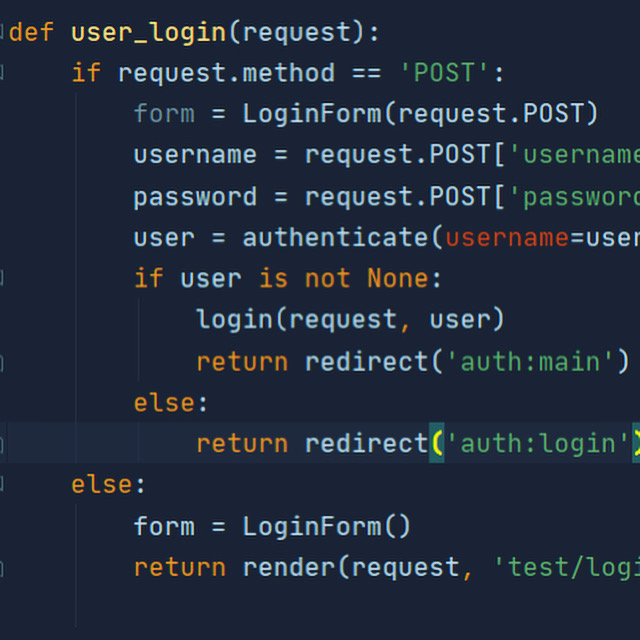 def user_login(request):
if request.method == 'POST':
form = LoginForm(request.POST)
username = request.POST['username
password = request.POST['password
user = authenticate(username=user
if user is not None:
login(request, user)
return redirect('auth:main')
else:
return redirect('auth:login')
else:
form = LoginForm()
return render(request, 'test/logi